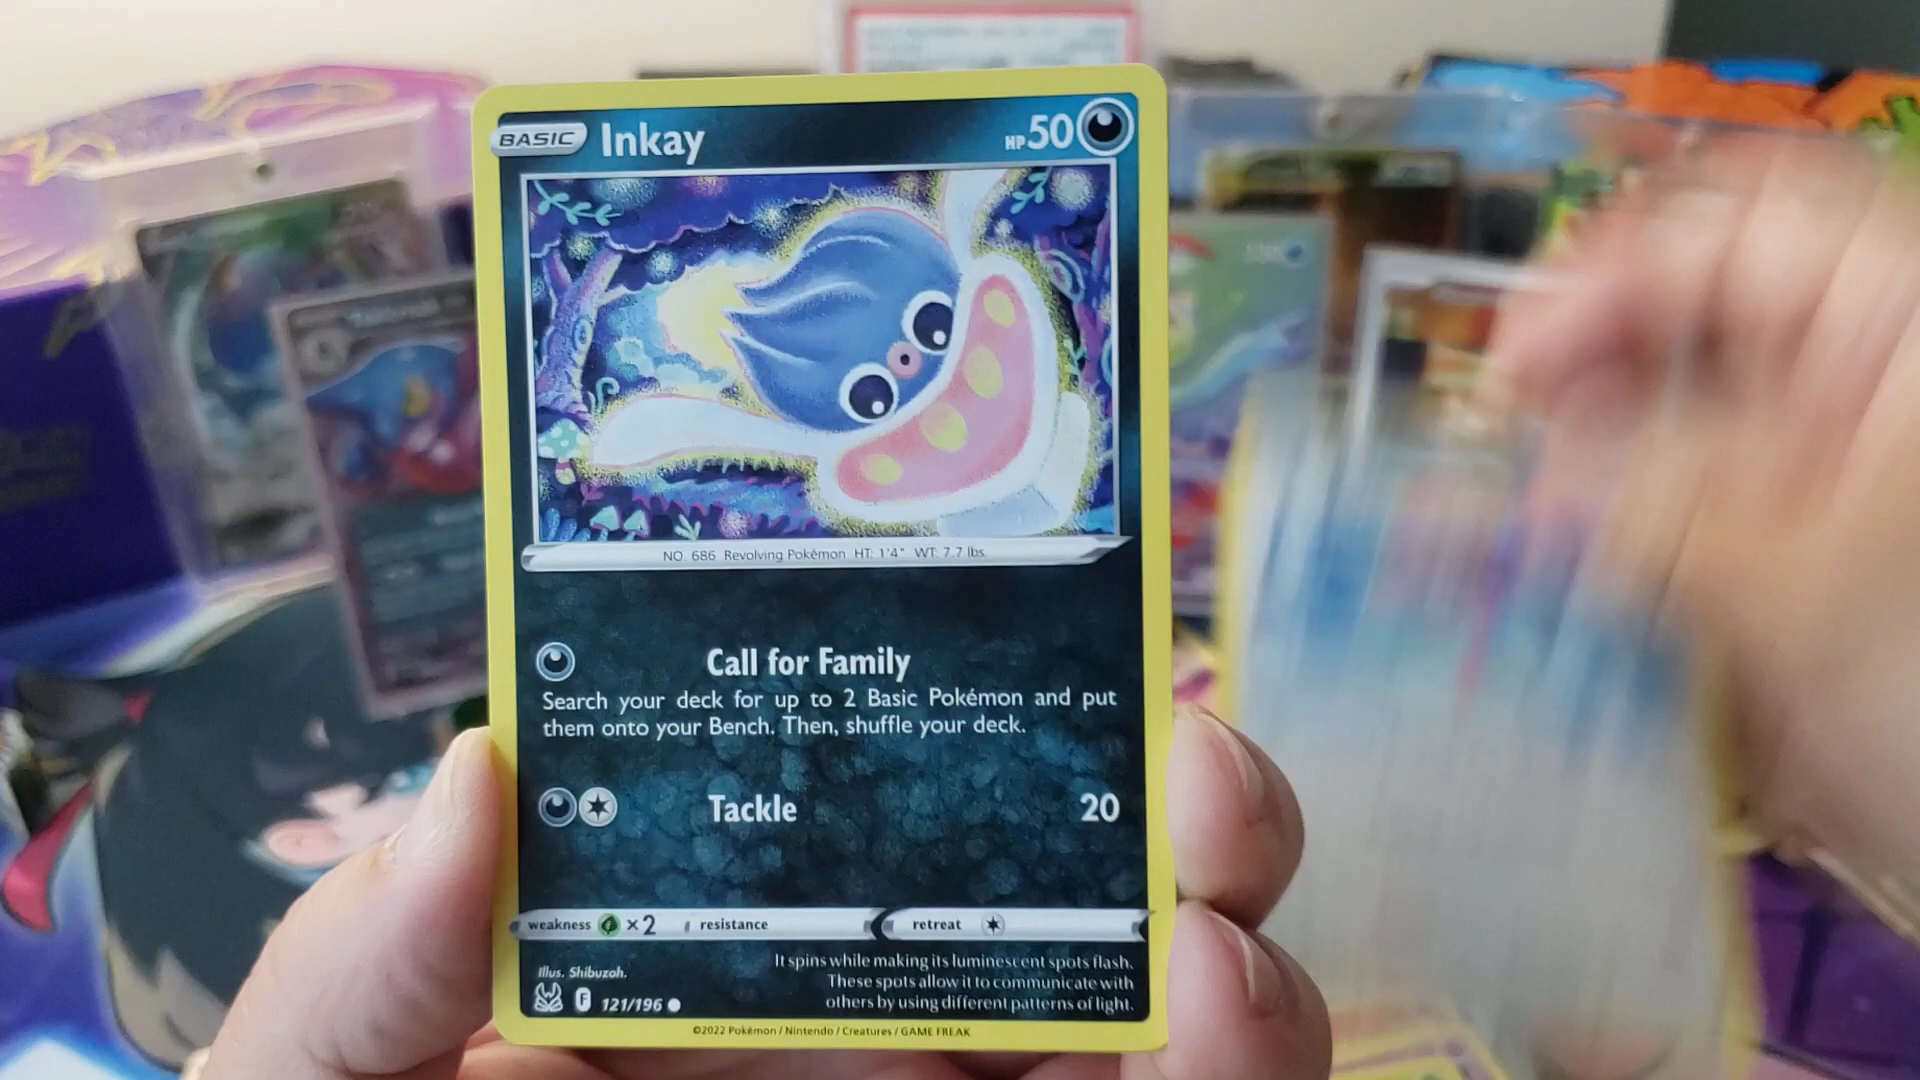 BASIC Inkay HP 50
NO. 686 Revolving Pokémon HT: 1'4" WT: 7.7 lbs.
Call for Family
Search your deck for up to 2 Basic Pokémon and put
them onto your Bench. Then, shuffle your deck.
Tackle 20
weakness ×2 resistance retreat
It spins while making its luminescent spots flash.
These spots allow it to communicate with
others by using different patterns of light.
Illus. Shibuzoh.
F 121/196
©2022 Pokémon / Nintendo / Creatures / GAME FREAK